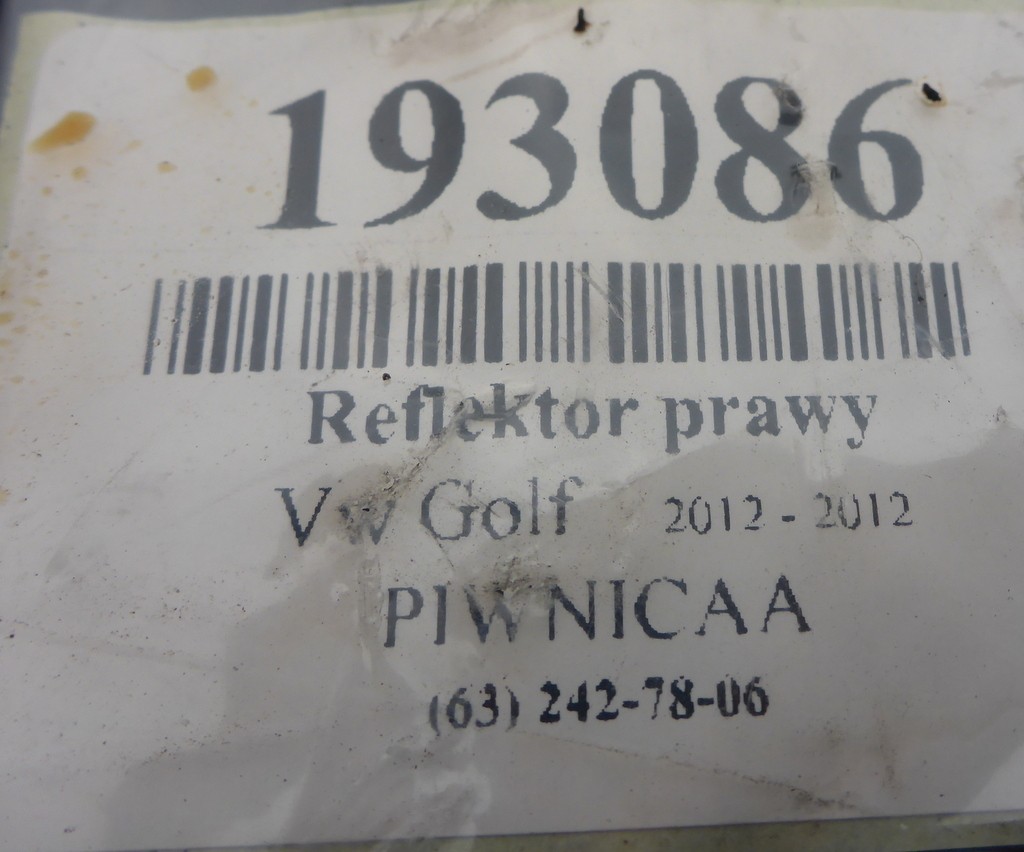 193086
Reflektor prawy
Vw Golf 2012 - 2012
PIWNICAA
(63) 242-78-06